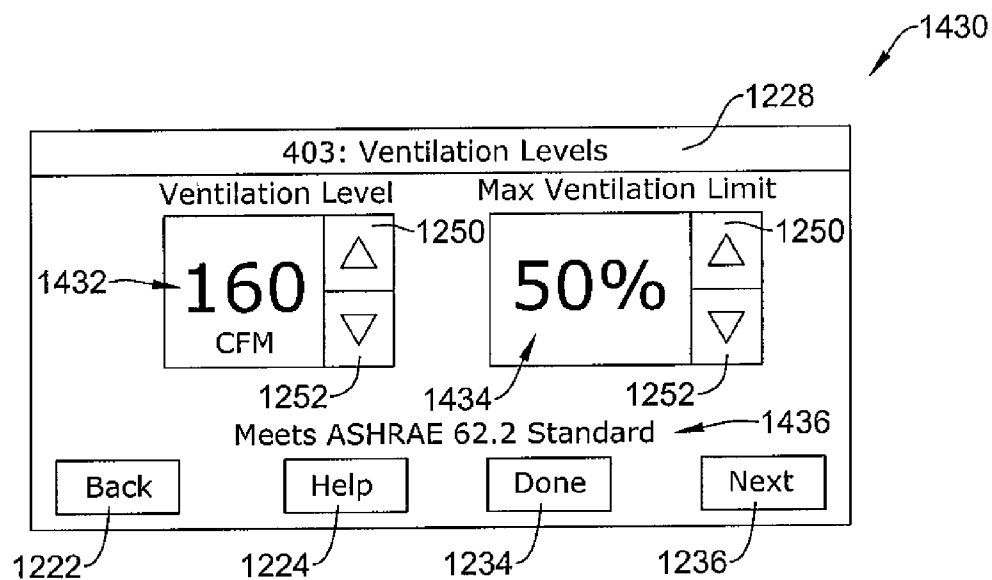 1430
1228
403: Ventilation Levels
Ventilation Level
Max Ventilation Limit
1250
1250
1432
160
CFM
50%
1252
1434
1252
Meets ASHRAE 62.2 Standard
1436
Back
Help
Done
Next
1222
1224
1234
1236